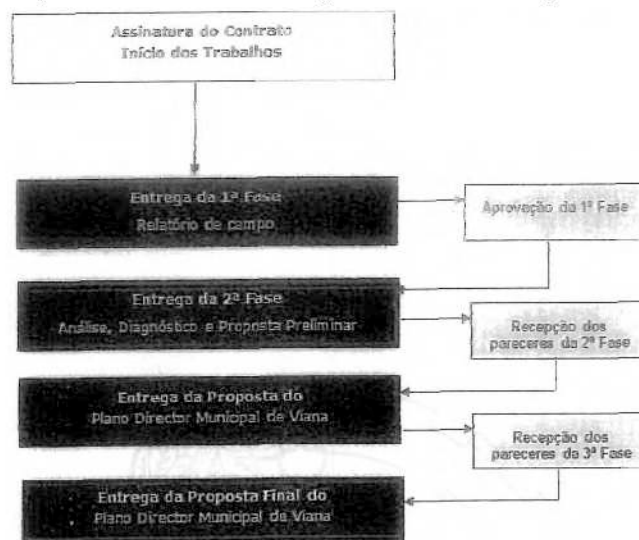 Assinatura do Contrato
Início dos Trabalhos
Entrega da 1ª Fase
Relatório de campo
Aprovação da 1ª Fase
Entrega da 2ª Fase
Análise, Diagnóstico e Proposta Preliminar
Recepção dos
pareceres da 2ª Fase
Entrega da Proposta do
Plano Director Municipal de Viana
Recepção dos
pareceres da 3ª Fase
Entrega da Proposta Final do
Plano Director Municipal de Viana